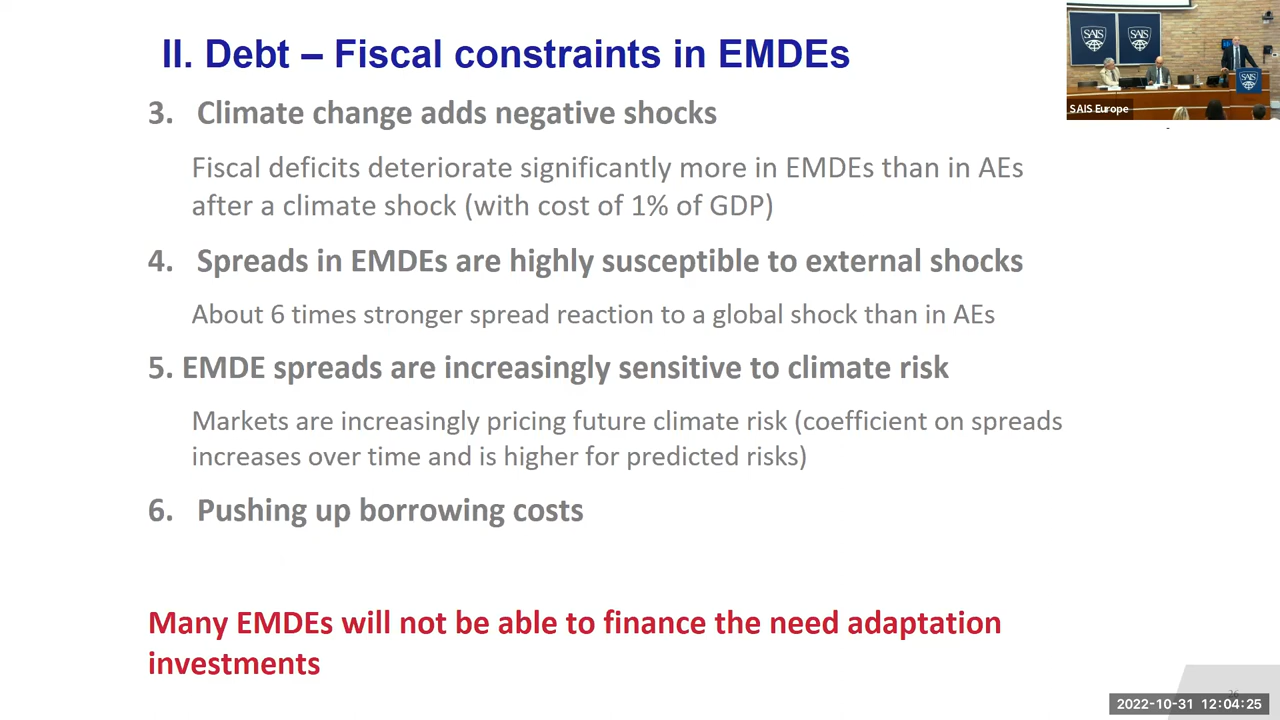 II. Debt – Fiscal constraints in EMDEs
3. Climate change adds negative shocks
Fiscal deficits deteriorate significantly more in EMDEs than in AEs
after a climate shock (with cost of 1% of GDP)
4. Spreads in EMDEs are highly susceptible to external shocks
About 6 times stronger spread reaction to a global shock than in AEs
5. EMDE spreads are increasingly sensitive to climate risk
Markets are increasingly pricing future climate risk (coefficient on spreads
increases over time and is higher for predicted risks)
6. Pushing up borrowing costs
Many EMDEs will not be able to finance the need adaptation
investments
SAIS
SAIS
SAIS
SAIS Europe
2022-10-31 12:04:25